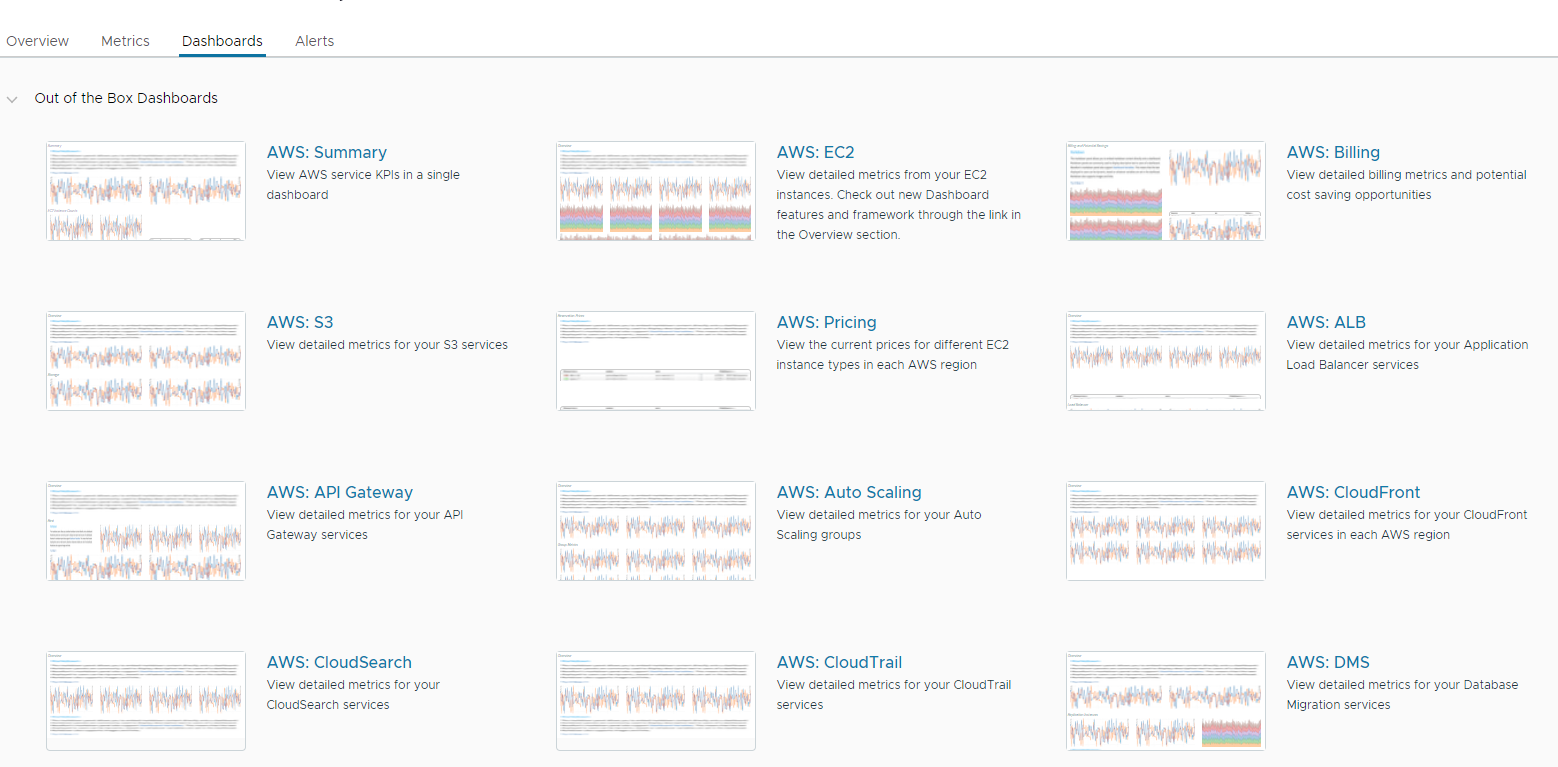 Overview Metrics Dashboards Alerts
Out of the Box Dashboards
AWS: Summary
View AWS service KPIs in a single
dashboard
AWS: EC2
View detailed metrics from your EC2
instances. Check out new Dashboard
features and framework through the link in
the Overview section.
AWS: Billing
View detailed billing metrics and potential
cost saving opportunities
AWS: S3
View detailed metrics for your S3 services
AWS: Pricing
View the current prices for different EC2
instance types in each AWS region
AWS: ALB
View detailed metrics for your Application
Load Balancer services
AWS: API Gateway
View detailed metrics for your API
Gateway services
AWS: Auto Scaling
View detailed metrics for your Auto
Scaling groups
AWS: CloudFront
View detailed metrics for your CloudFront
services in each AWS region
AWS: CloudSearch
View detailed metrics for your
CloudSearch services
AWS: CloudTrail
View detailed metrics for your CloudTrail
services
AWS: DMS
View detailed metrics for your Database
Migration services